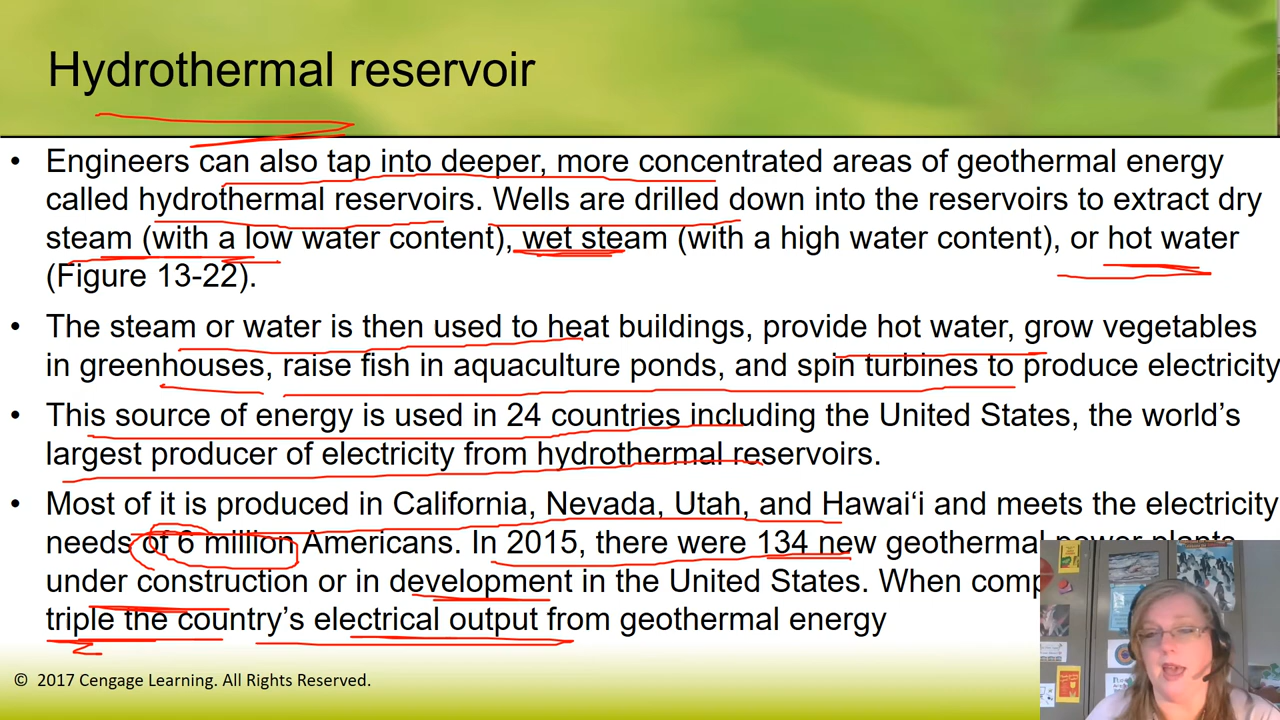 Hydrothermal reservoir
• Engineers can also tap into deeper, more concentrated areas of geothermal energy
called hydrothermal reservoirs. Wells are drilled down into the reservoirs to extract dry
steam (with a low water content), wet steam (with a high water content), or hot water
(Figure 13-22).
• The steam or water is then used to heat buildings, provide hot water, grow vegetables
in greenhouses, raise fish in aquaculture ponds, and spin turbines to produce electricity
• This source of energy is used in 24 countries including the United States, the world’s
largest producer of electricity from hydrothermal reservoirs.
• Most of it is produced in California, Nevada, Utah, and Hawai‘i and meets the electricity
needs of 6 million Americans. In 2015, there were 134 new geothermal power plants
under construction or in development in the United States. When comp
triple the country’s electrical output from geothermal energy
© 2017 Cengage Learning. All Rights Reserved.